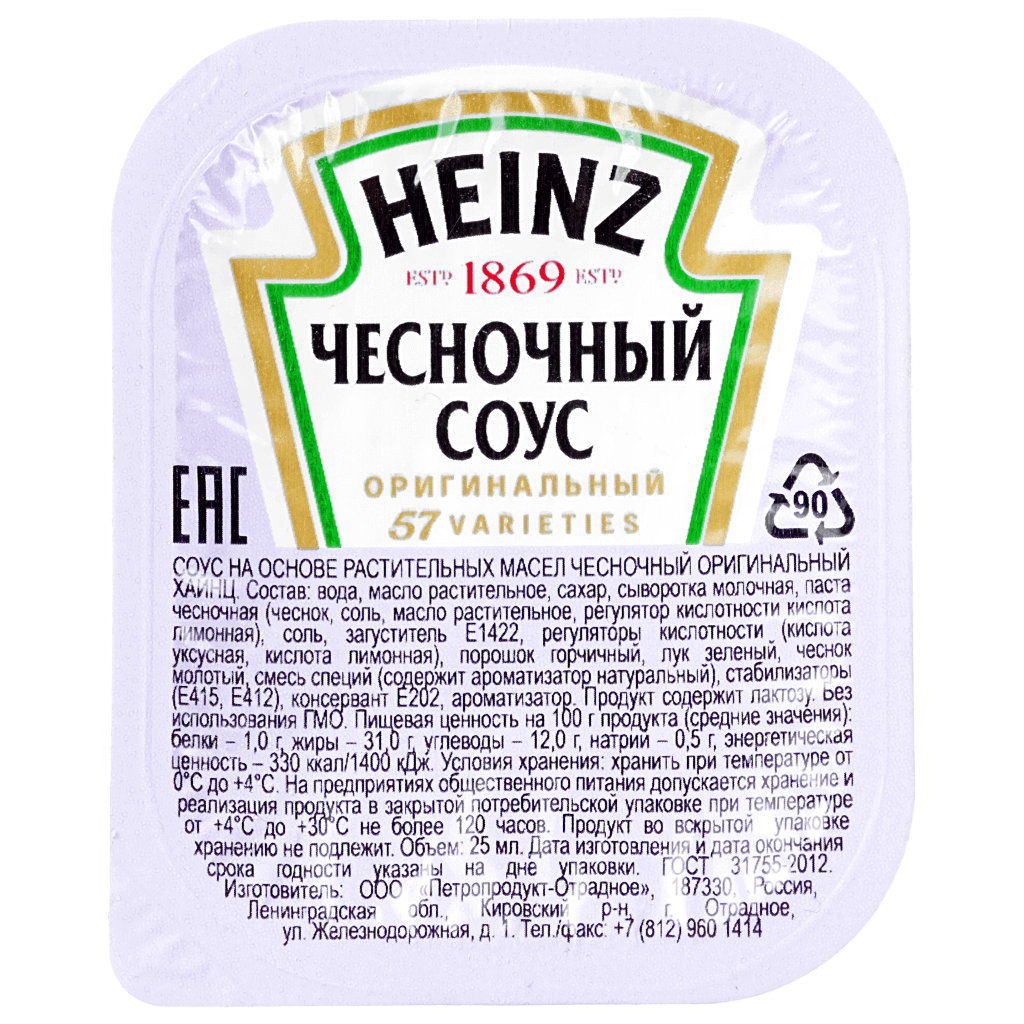 HEINZ
ESTD 1869 ESTD
ЧЕСНОЧНЫЙ
СОУС
ОРИГИНАЛЬНЫЙ
57 VARIETIES
EAC
90
СОУС НА ОСНОВЕ РАСТИТЕЛЬНЫХ МАСЕЛ ЧЕСНОЧНЫЙ ОРИГИНАЛЬНЫЙ
ХАЙНЦ. Состав: вода, масло растительное, сахар, сыворотка молочная, паста
чесночная (чеснок, соль, масло растительное, регулятор кислотности кислота
лимонная), соль, загуститель Е1422, регуляторы кислотности (кислота
уксусная, кислота лимонная), порошок горчичный, лук зеленый, чеснок
молотый, смесь специй (содержит ароматизатор натуральный), стабилизаторы
(Е415, Е412), консервант Е202, ароматизатор. Продукт содержит лактозу. Без
использования ГМО. Пищевая ценность на 100 г продукта (средние значения):
белки – 1,0 г, жиры – 31,0 г, углеводы – 12,0 г, натрий – 0,5 г, энергетическая
ценность – 330 ккал/1400 кДж. Условия хранения: хранить при температуре от
0°С до +4°С. На предприятиях общественного питания допускается хранение и
реализация продукта в закрытой потребительской упаковке при температуре
от +4°С до +30°С не более 120 часов. Продукт во вскрытой упаковке
хранению не подлежит. Объем: 25 мл. Дата изготовления и дата окончания
срока годности указаны на дне упаковки. ГОСТ 31755-2012.
Изготовитель: ООО «Петропродукт-Отрадное», 187330, Россия,
Ленинградская обл., Кировский р-н, г. Отрадное,
ул. Железнодорожная, д. 1. Тел./факс: +7 (812) 960 1414